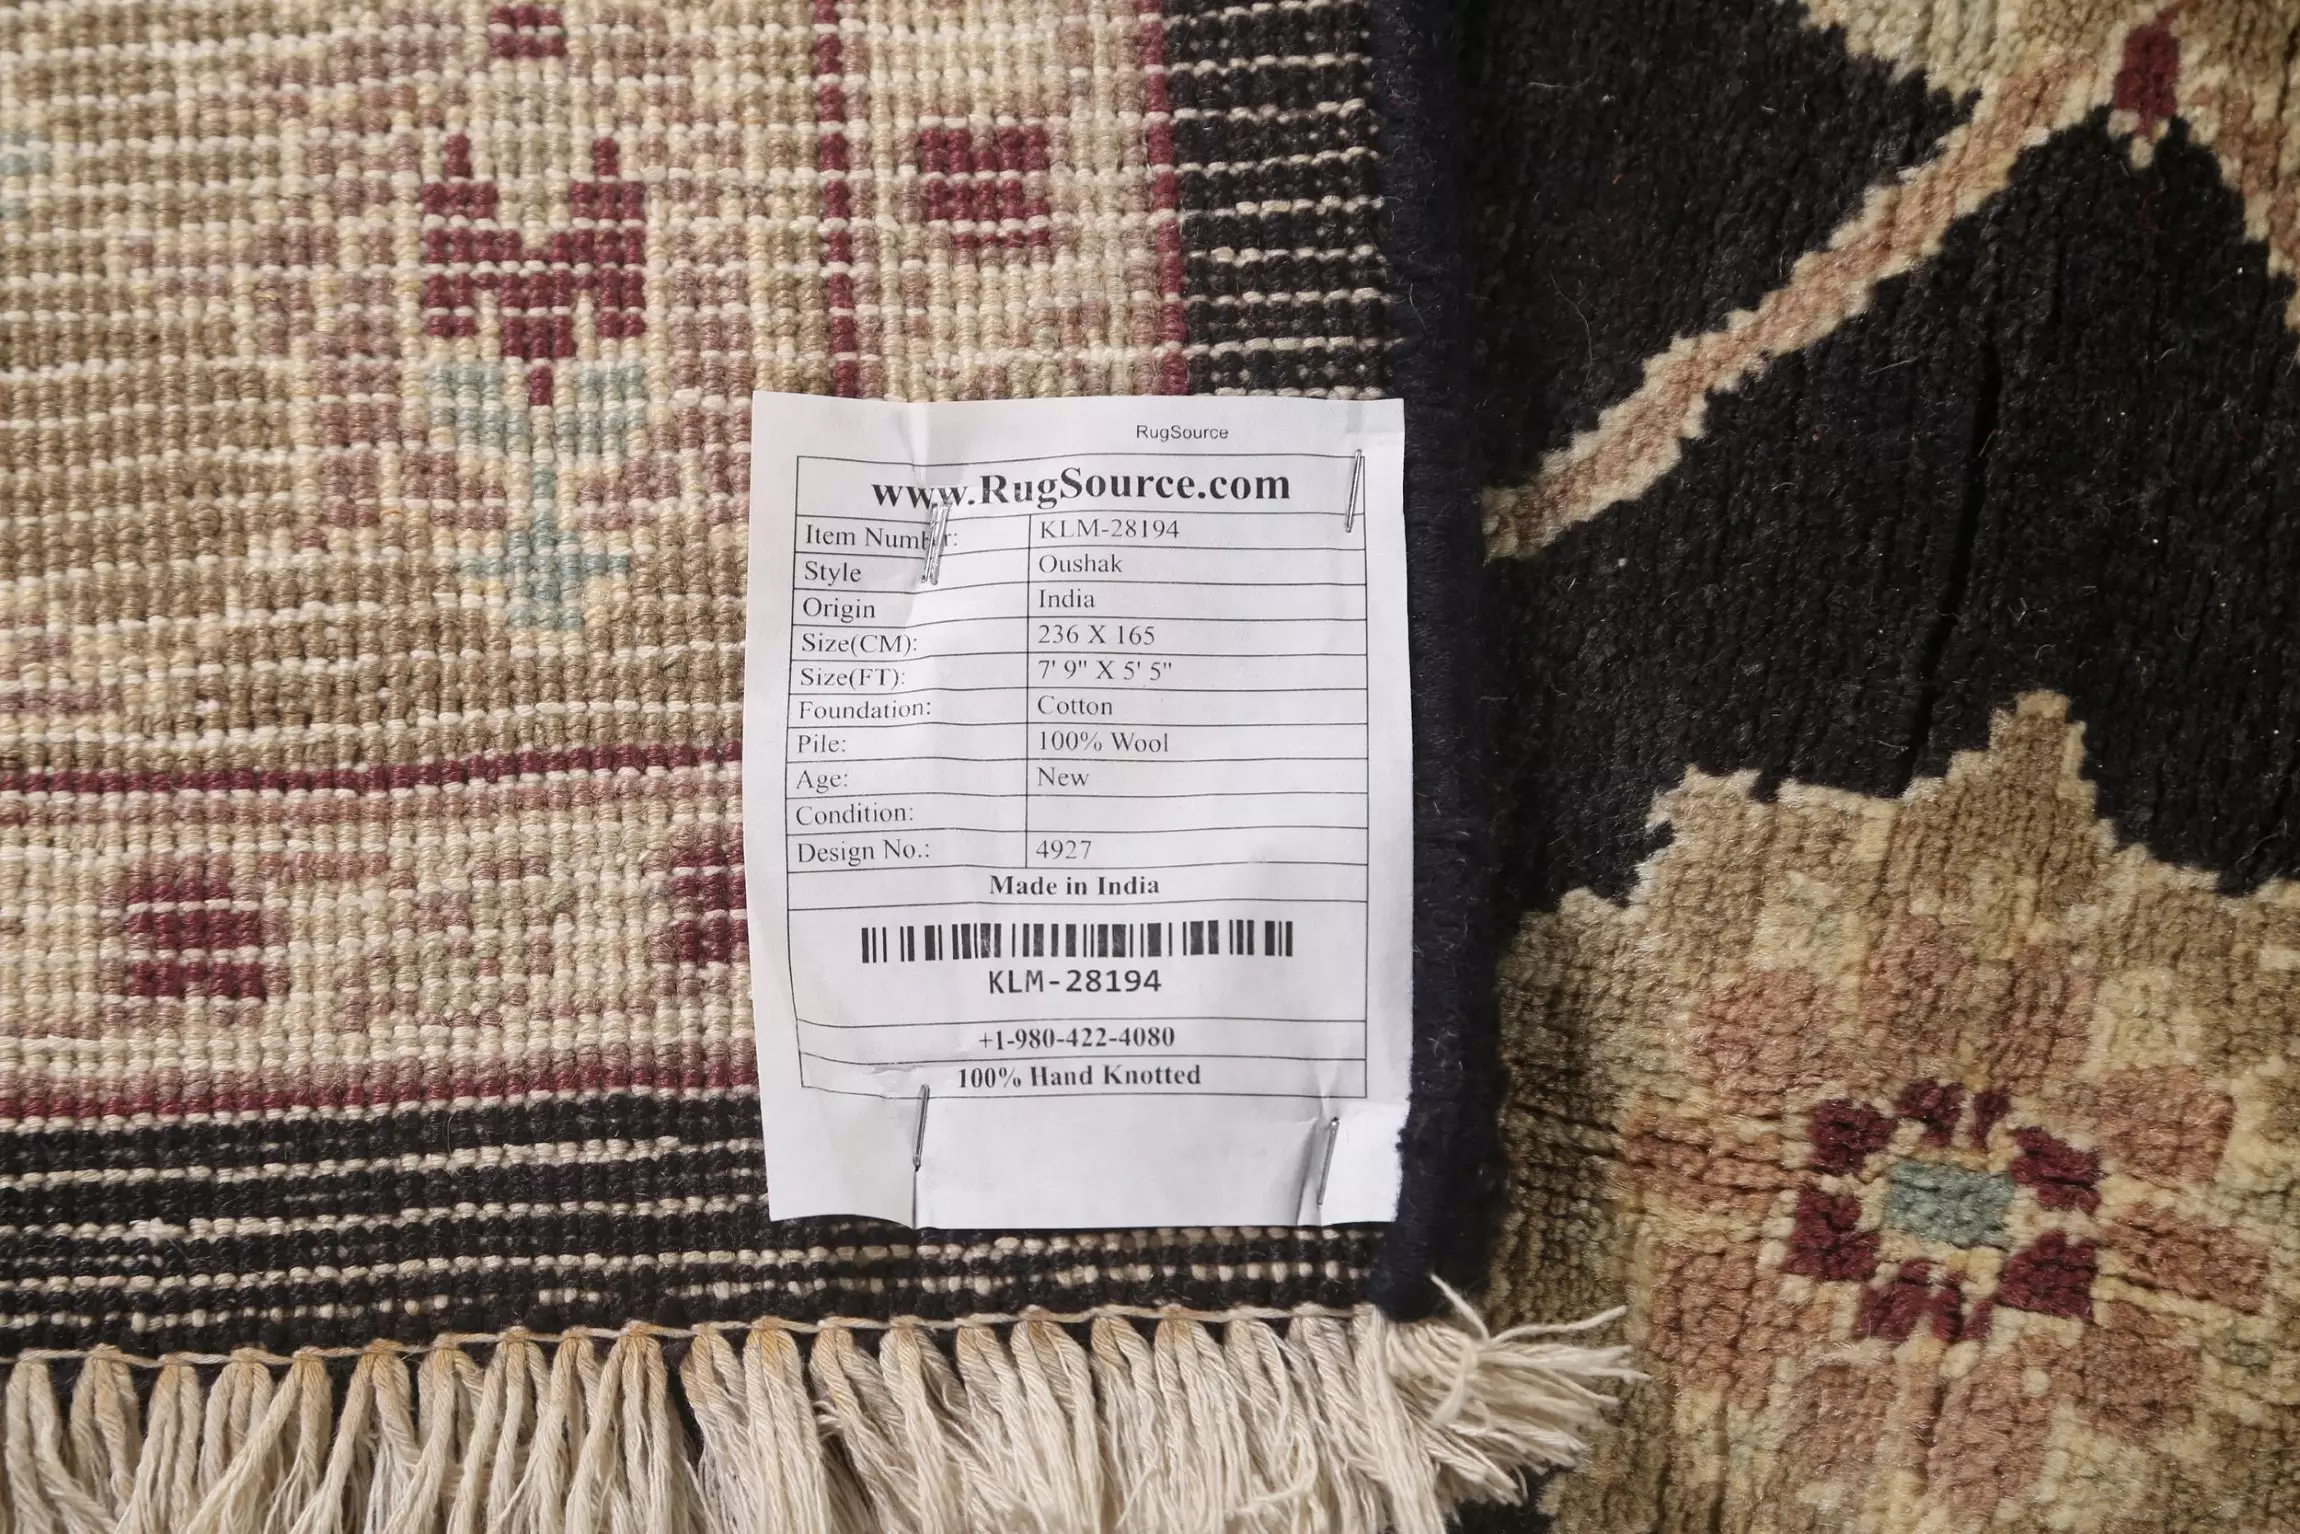 RugSource
www.RugSource.com
Item Number: KLM-28194
Style Oushak
Origin India
Size(CM): 236 X 165
Size(FT): 7' 9" X 5' 5"
Foundation: Cotton
Pile: 100% Wool
Age: New
Condition:
Design No.: 4927
Made in India
KLM-28194
+1-980-422-4080
100% Hand Knotted